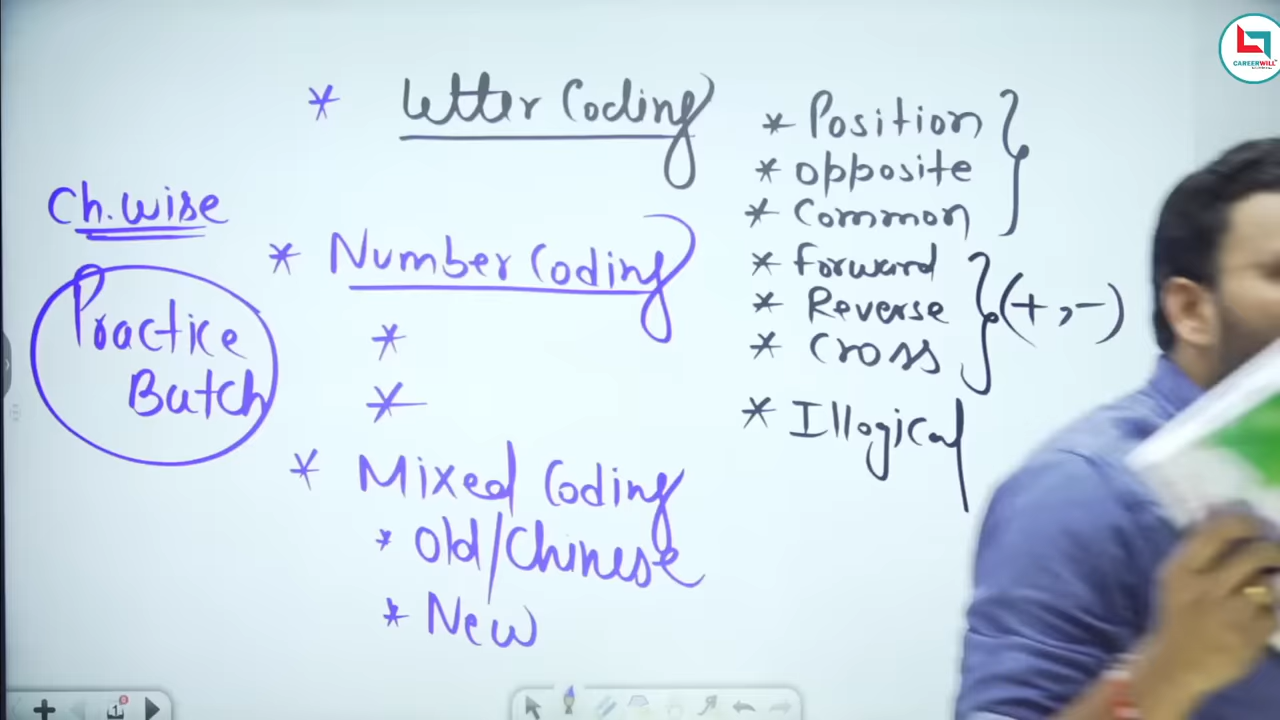 * Letter Coding
Ch.wise
* Number Coding
*
*
Practice
Batch
* Mixed Coding
* Old/Chinese
* New
* Position
* opposite
* Common
* forward
* Reverse
* Cross
(+,-)
* Illogical
CAREERWILL
1